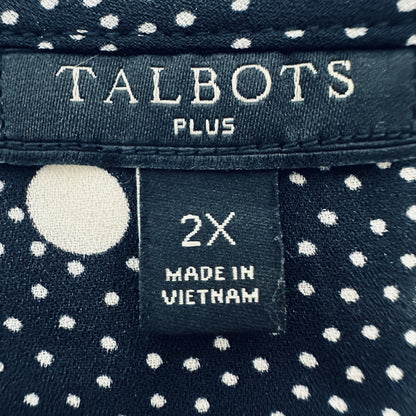 TALBOTS
PLUS
2X
MADE IN
VIETNAM